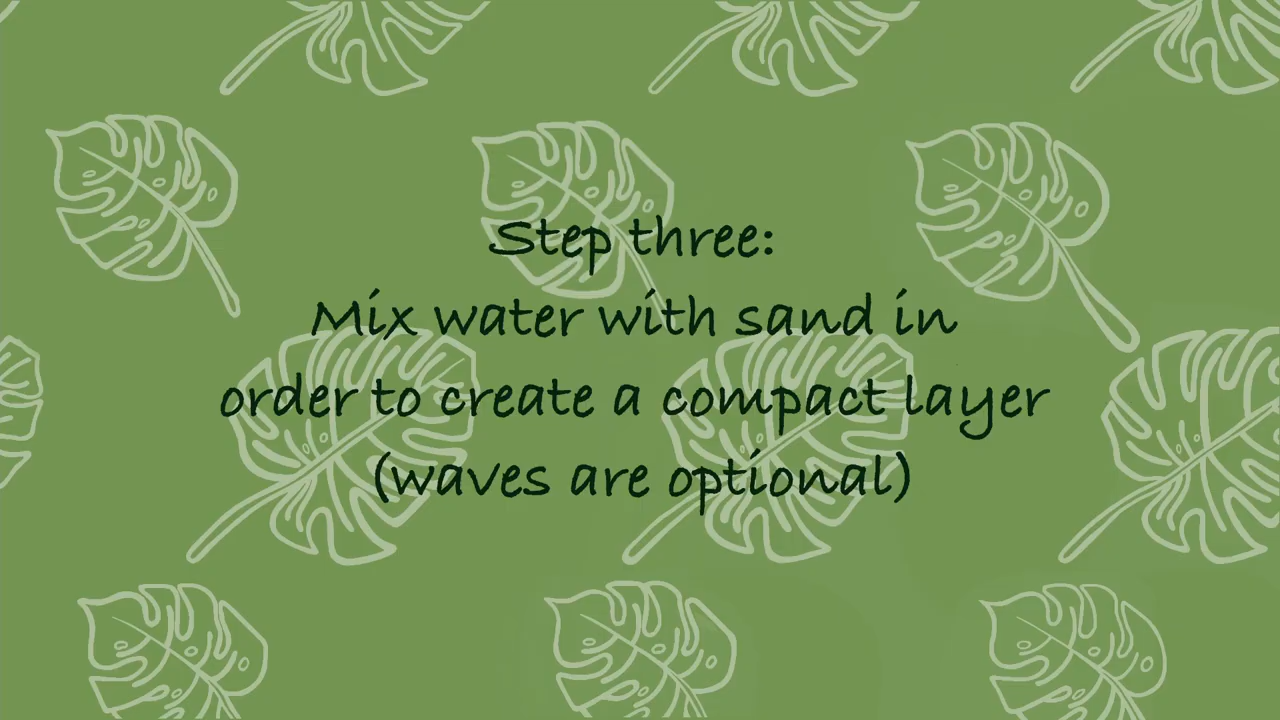 Step three:
Mix water with sand in
order to create a compact layer
(waves are optional)